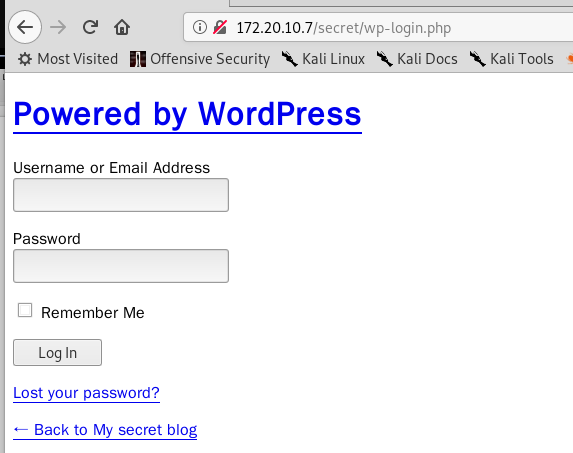 172.20.10.7/secret/wp-login.php
Most Visited Offensive Security Kali Linux Kali Docs Kali Tools
Powered by WordPress
Username or Email Address
Password
Remember Me
Log In
Lost your password?
← Back to My secret blog